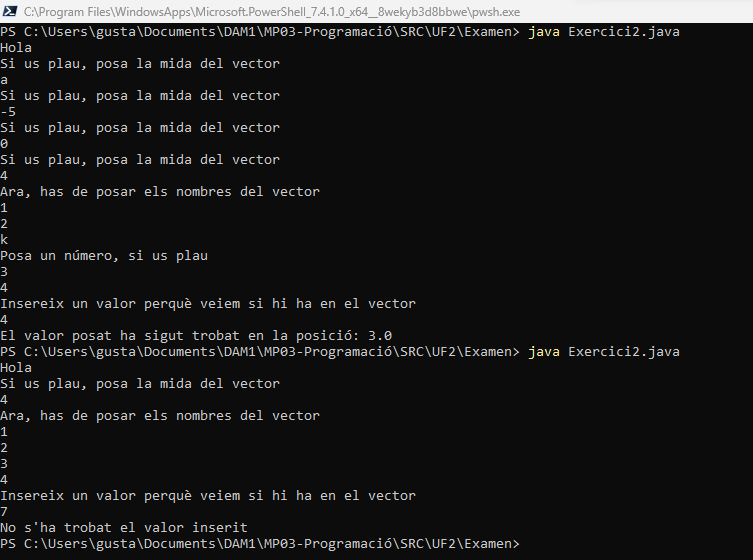 C:\Program Files\WindowsApps\Microsoft.PowerShell_7.4.1.0_x64__8wekyb3d8bbwe\pwsh.exe
PS C:\Users\gusta\Documents\DAM1\MP03-Programació\SRC\UF2\Examen> java Exercici2.java
Hola
Si us plau, posa la mida del vector
a
Si us plau, posa la mida del vector
-5
Si us plau, posa la mida del vector
0
Si us plau, posa la mida del vector
4
Ara, has de posar els nombres del vector
1
2
k
Posa un número, si us plau
3
4
Insereix un valor perquè veiem si hi ha en el vector
4
El valor posat ha sigut trobat en la posició: 3.0
PS C:\Users\gusta\Documents\DAM1\MP03-Programació\SRC\UF2\Examen> java Exercici2.java
Hola
Si us plau, posa la mida del vector
4
Ara, has de posar els nombres del vector
1
2
3
4
Insereix un valor perquè veiem si hi ha en el vector
7
No s'ha trobat el valor inserit
PS C:\Users\gusta\Documents\DAM1\MP03-Programació\SRC\UF2\Examen>